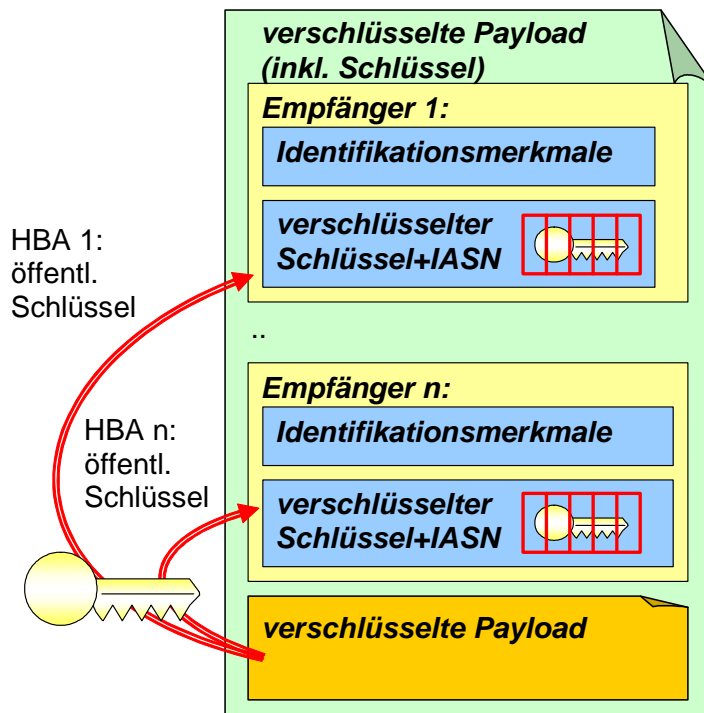 verschlüsselte Payload
(inkl. Schlüssel)
Empfänger 1:
Identifikationsmerkmale
verschlüsselter
Schlüssel+IASN
HBA 1:
öffentl.
Schlüssel
..
Empfänger n:
Identifikationsmerkmale
HBA n:
öffentl.
Schlüssel
verschlüsselter
Schlüssel+IASN
verschlüsselte Payload